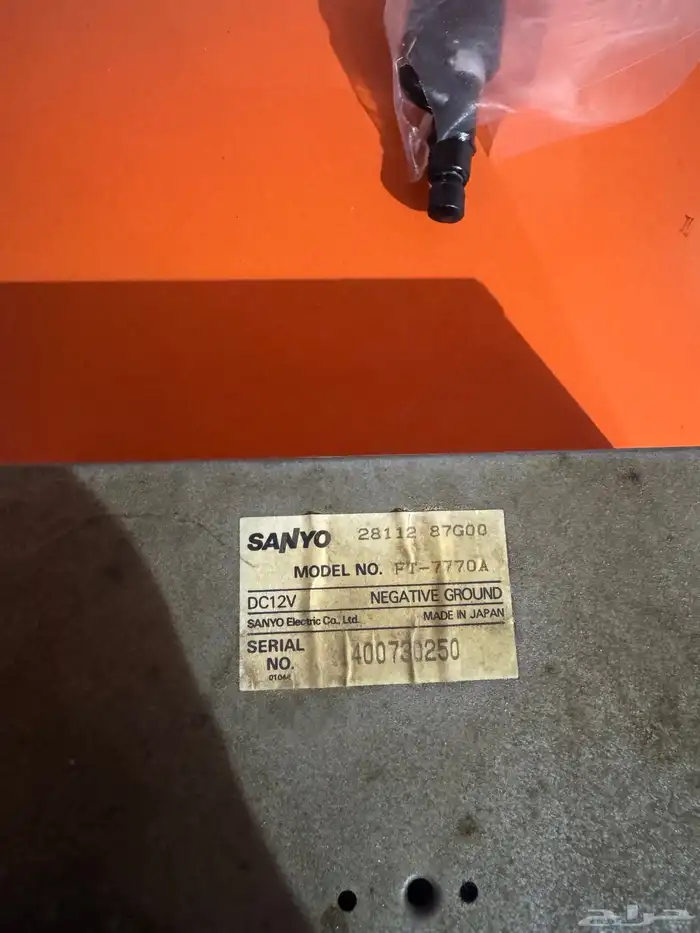 SANYO 28112 87G00
MODEL NO. FT-7770A
DC12V NEGATIVE GROUND
SANYO Electric Co., Ltd. MADE IN JAPAN
SERIAL NO. 400730250
حراج